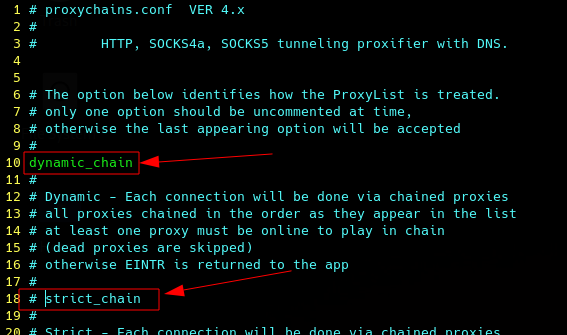 1 # proxychains.conf  VER 4.x
2 #
3 #        HTTP, SOCKS4a, SOCKS5 tunneling proxifier with DNS.
4
5
6 # The option below identifies how the ProxyList is treated.
7 # only one option should be uncommented at time,
8 # otherwise the last appearing option will be accepted
9 #
10 dynamic_chain
11 #
12 # Dynamic - Each connection will be done via chained proxies
13 # all proxies chained in the order as they appear in the list
14 # at least one proxy must be online to play in chain
15 # (dead proxies are skipped)
16 # otherwise EINTR is returned to the app
17 #
18 # strict_chain
19 #
20 # Strict - Each connection will be done via chained proxies